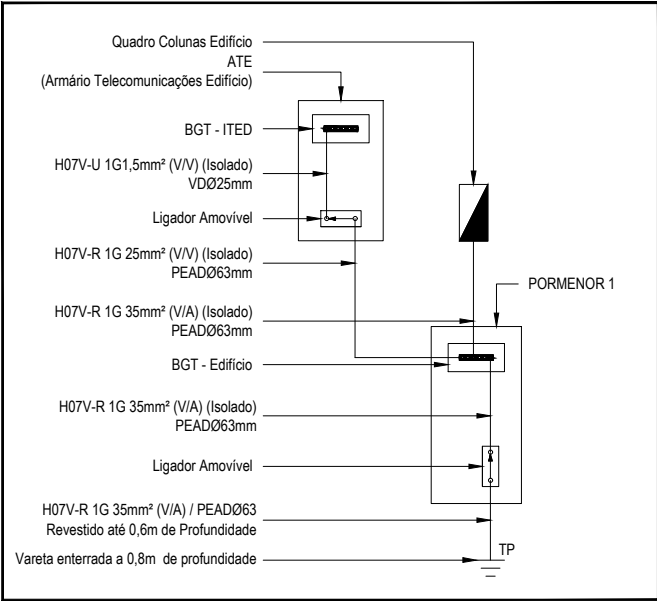 Quadro Colunas Edifício
ATE
(Armário Telecomunicações Edifício)
BGT - ITED
H07V-U 1G1,5mm² (V/V) (Isolado)
VDØ25mm
Ligador Amovível
H07V-R 1G 25mm² (V/V) (Isolado)
PEADØ63mm
PORMENOR 1
H07V-R 1G 35mm² (V/A) (Isolado)
PEADØ63mm
BGT - Edifício
H07V-R 1G 35mm² (V/A) (Isolado)
PEADØ63mm
Ligador Amovível
H07V-R 1G 35mm² (V/A) / PEADØ63
Revestido até 0,6m de Profundidade
TP
Vareta enterrada a 0,8m de profundidade